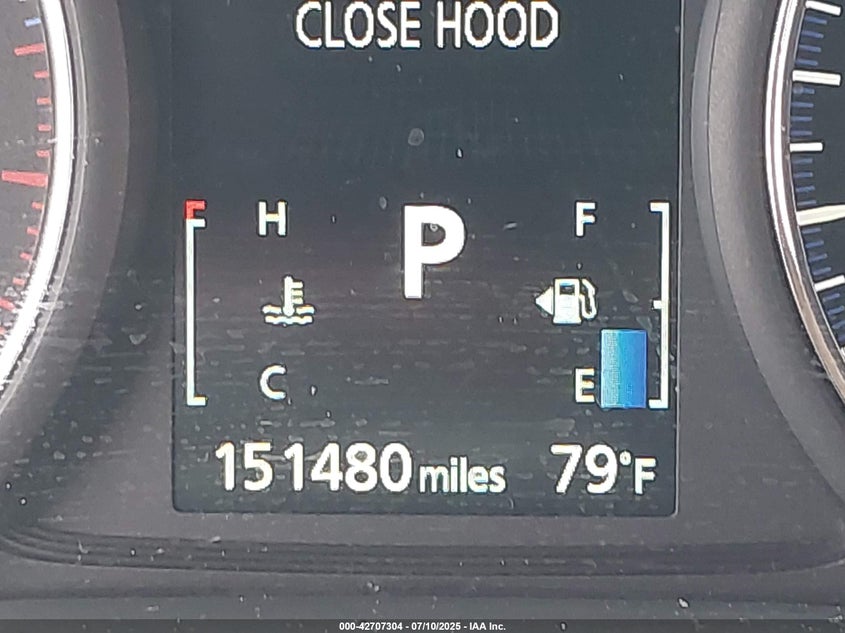 CLOSE HOOD
H P F
C E
151480 miles 79°F
000-42707304 - 07/10/2025 - IAA Inc.